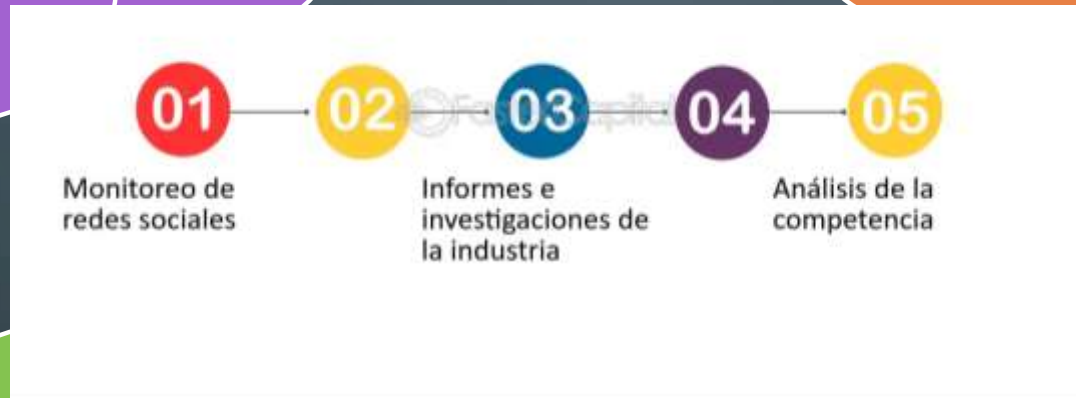 01 02 03 04 05
Monitoreo de
redes sociales
Informes e
investigaciones de
la industria
Análisis de la
competencia